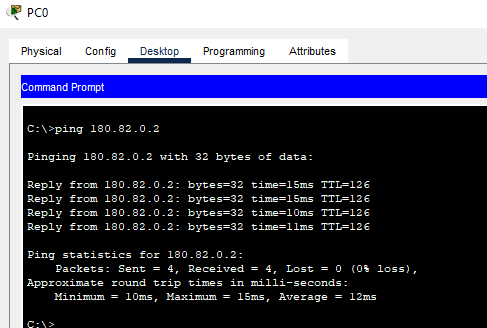 PC0
Physical Config Desktop Programming Attributes
Command Prompt
C:\>ping 180.82.0.2
Pinging 180.82.0.2 with 32 bytes of data:
Reply from 180.82.0.2: bytes=32 time=15ms TTL=126
Reply from 180.82.0.2: bytes=32 time=15ms TTL=126
Reply from 180.82.0.2: bytes=32 time=10ms TTL=126
Reply from 180.82.0.2: bytes=32 time=11ms TTL=126
Ping statistics for 180.82.0.2:
Packets: Sent = 4, Received = 4, Lost = 0 (0% loss),
Approximate round trip times in milli-seconds:
Minimum = 10ms, Maximum = 15ms, Average = 12ms
C:\>